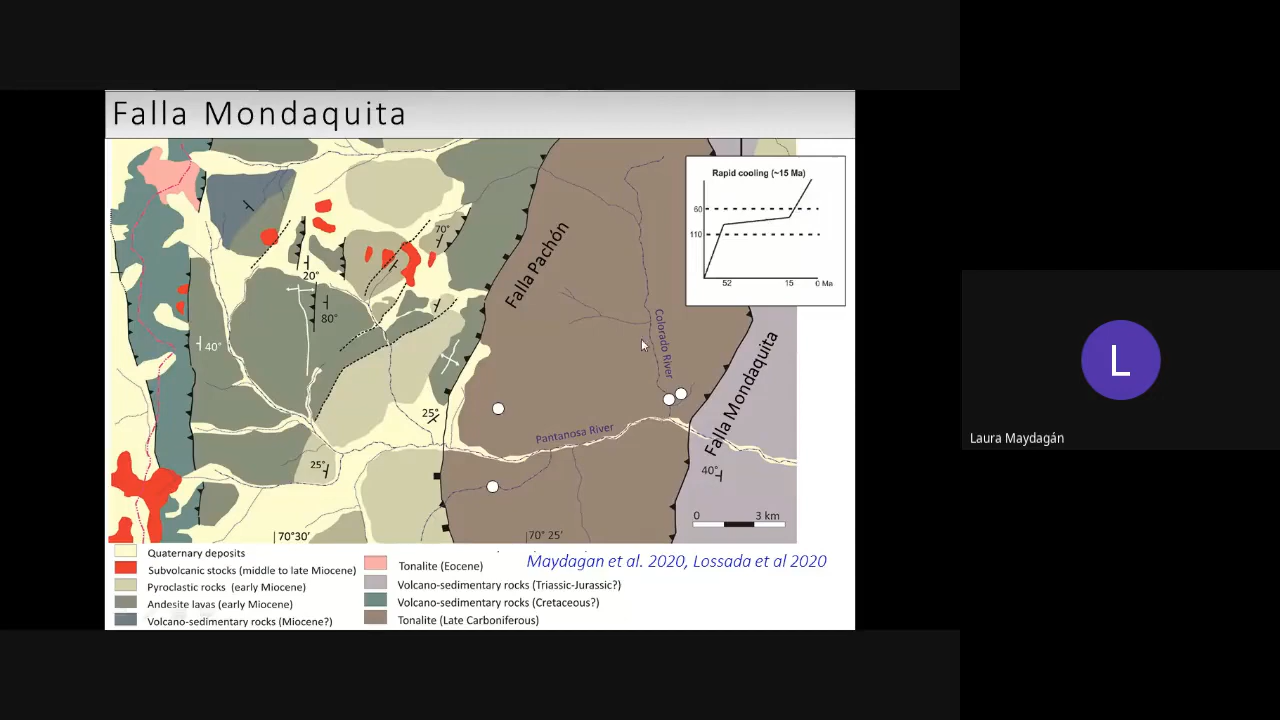 Falla Mondaquita
Rapid cooling (~15 Ma)
60
110
52
15
0 Ma
70°
Falla Pachón
20°
80°
40°
Colorado River
Falla Mondaquita
25°
Pantanosa River
25°
40°
0
3 km
70°30'
70° 25'
Maydagan et al. 2020, Lossada et al 2020
Quaternary deposits
Subvolcanic stocks (middle to late Miocene)
Pyroclastic rocks (early Miocene)
Andesite lavas (early Miocene)
Volcano-sedimentary rocks (Miocene?)
Tonalite (Eocene)
Volcano-sedimentary rocks (Triassic-Jurassic?)
Volcano-sedimentary rocks (Cretaceous?)
Tonalite (Late Carboniferous)
L
Laura Maydagán